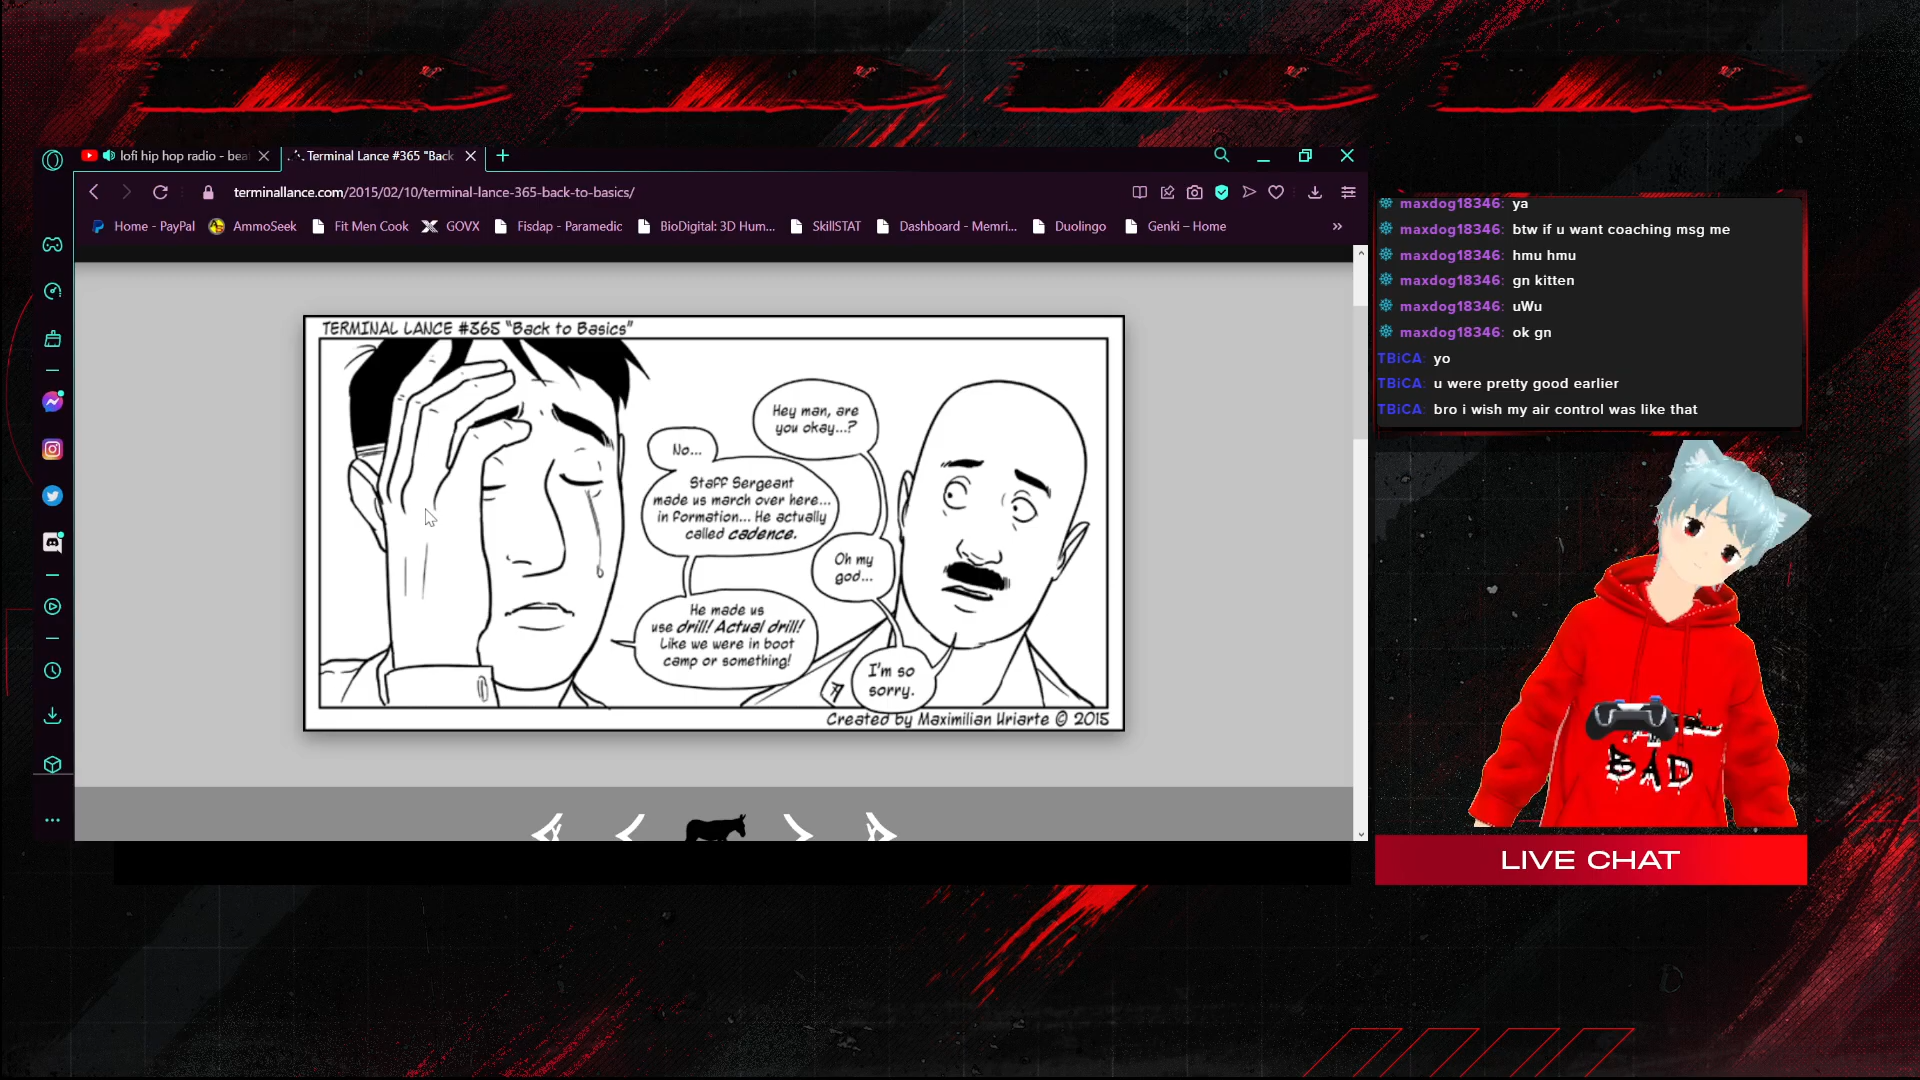 lofi hip hop radio - bea
Terminal Lance #365 "Back
terminallance.com/2015/02/10/terminal-lance-365-back-to-basics/
Home - PayPal
AmmoSeek
Fit Men Cook
GOVX
Fisdap - Paramedic
BioDigital: 3D Hum...
SkillSTAT
Dashboard - Memri...
Duolingo
Genki – Home
TERMINAL LANCE #365 "Back to Basics"
Hey man, are
you okay...?
No...
Staff Sergeant
made us march over here...
in formation... He actually
called cadence.
Oh my
god...
He made us
use drill! Actual drill!
Like we were in boot
camp or something!
I'm so
sorry.
Created by Maximilian Uriarte © 2015
maxdog18346: ya
maxdog18346: btw if u want coaching msg me
maxdog18346: hmu hmu
maxdog18346: gn kitten
maxdog18346: uWu
maxdog18346: ok gn
TBiCA: yo
TBiCA: u were pretty good earlier
TBiCA: bro i wish my air control was like that
BAD
LIVE CHAT